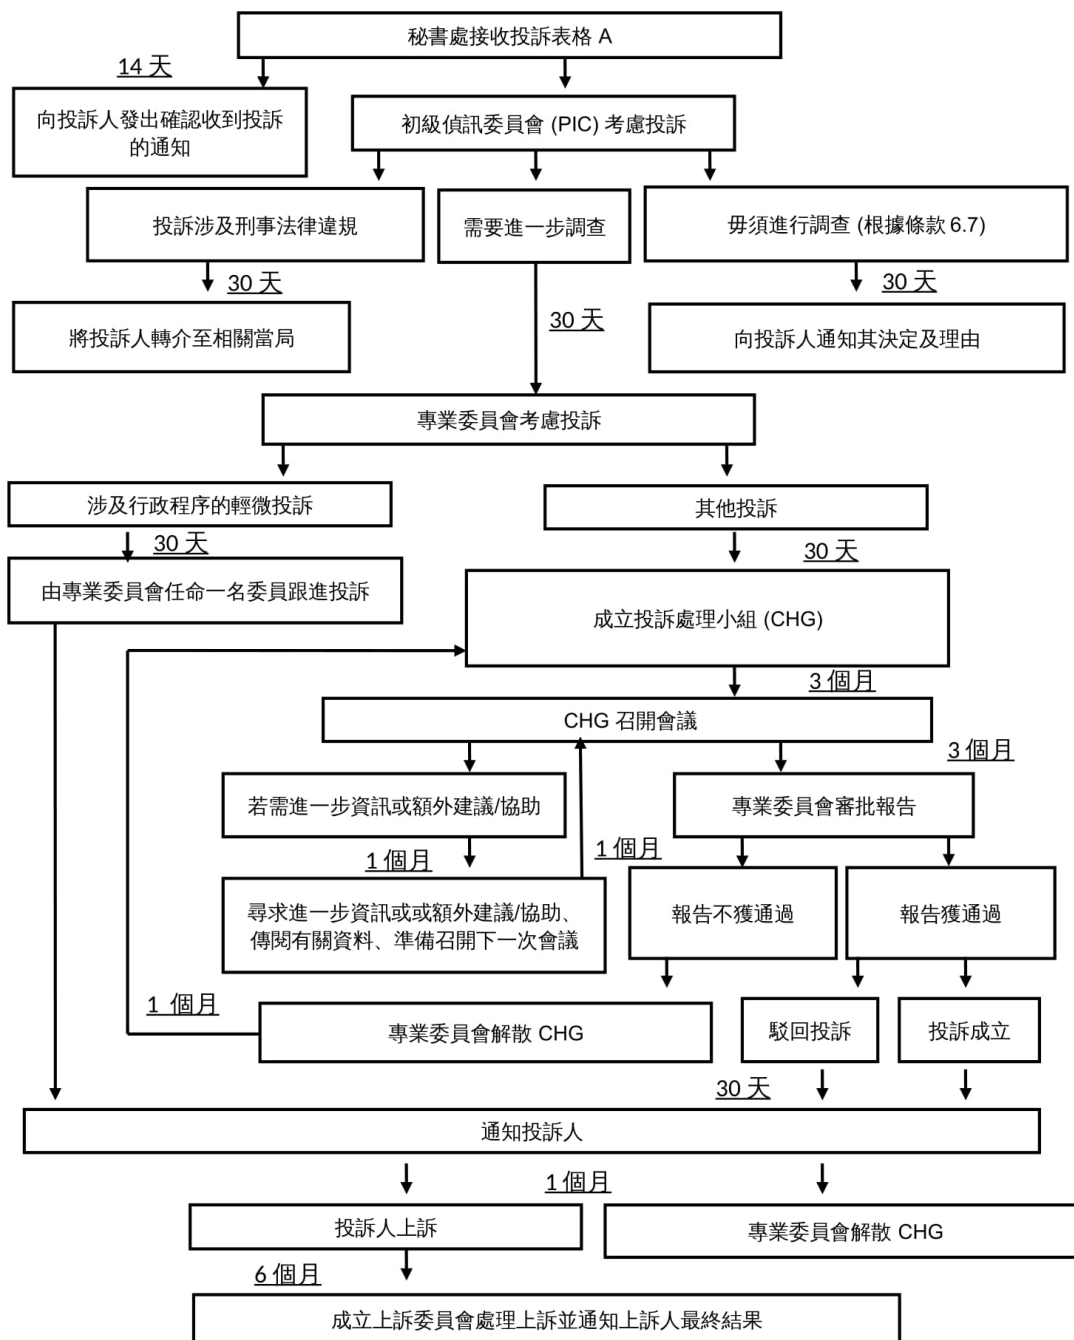 秘書處接收投訴表格 A
14 天
向投訴人發出確認收到投訴
的通知
初級偵訊委員會 (PIC) 考慮投訴
投訴涉及刑事法律違規
需要進一步調查
毋須進行調查 (根據條款 6.7)
30 天
30 天
30 天
將投訴人轉介至相關當局
向投訴人通知其決定及理由
專業委員會考慮投訴
涉及行政程序的輕微投訴
其他投訴
30 天
30 天
由專業委員會任命一名委員跟進投訴
成立投訴處理小組 (CHG)
3 個月
CHG 召開會議
3 個月
若需進一步資訊或額外建議/協助
專業委員會審批報告
1 個月
1 個月
尋求進一步資訊或或額外建議/協助、
傳閱有關資料、準備召開下一次會議
報告不獲通過
報告獲通過
1 個月
專業委員會解散 CHG
駁回投訴
投訴成立
30 天
通知投訴人
1 個月
投訴人上訴
專業委員會解散 CHG
6 個月
成立上訴委員會處理上訴並通知上訴人最終結果